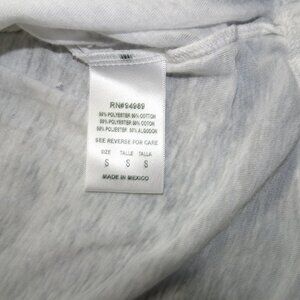 RN#94989
50% POLYESTER 50% COTTON
50% POLYESTER 50% COTON
50% POLIESTER 50% ALGODON
SEE REVERSE FOR CARE
SIZE TAILLE TALLA
S S S
MADE IN MEXICO